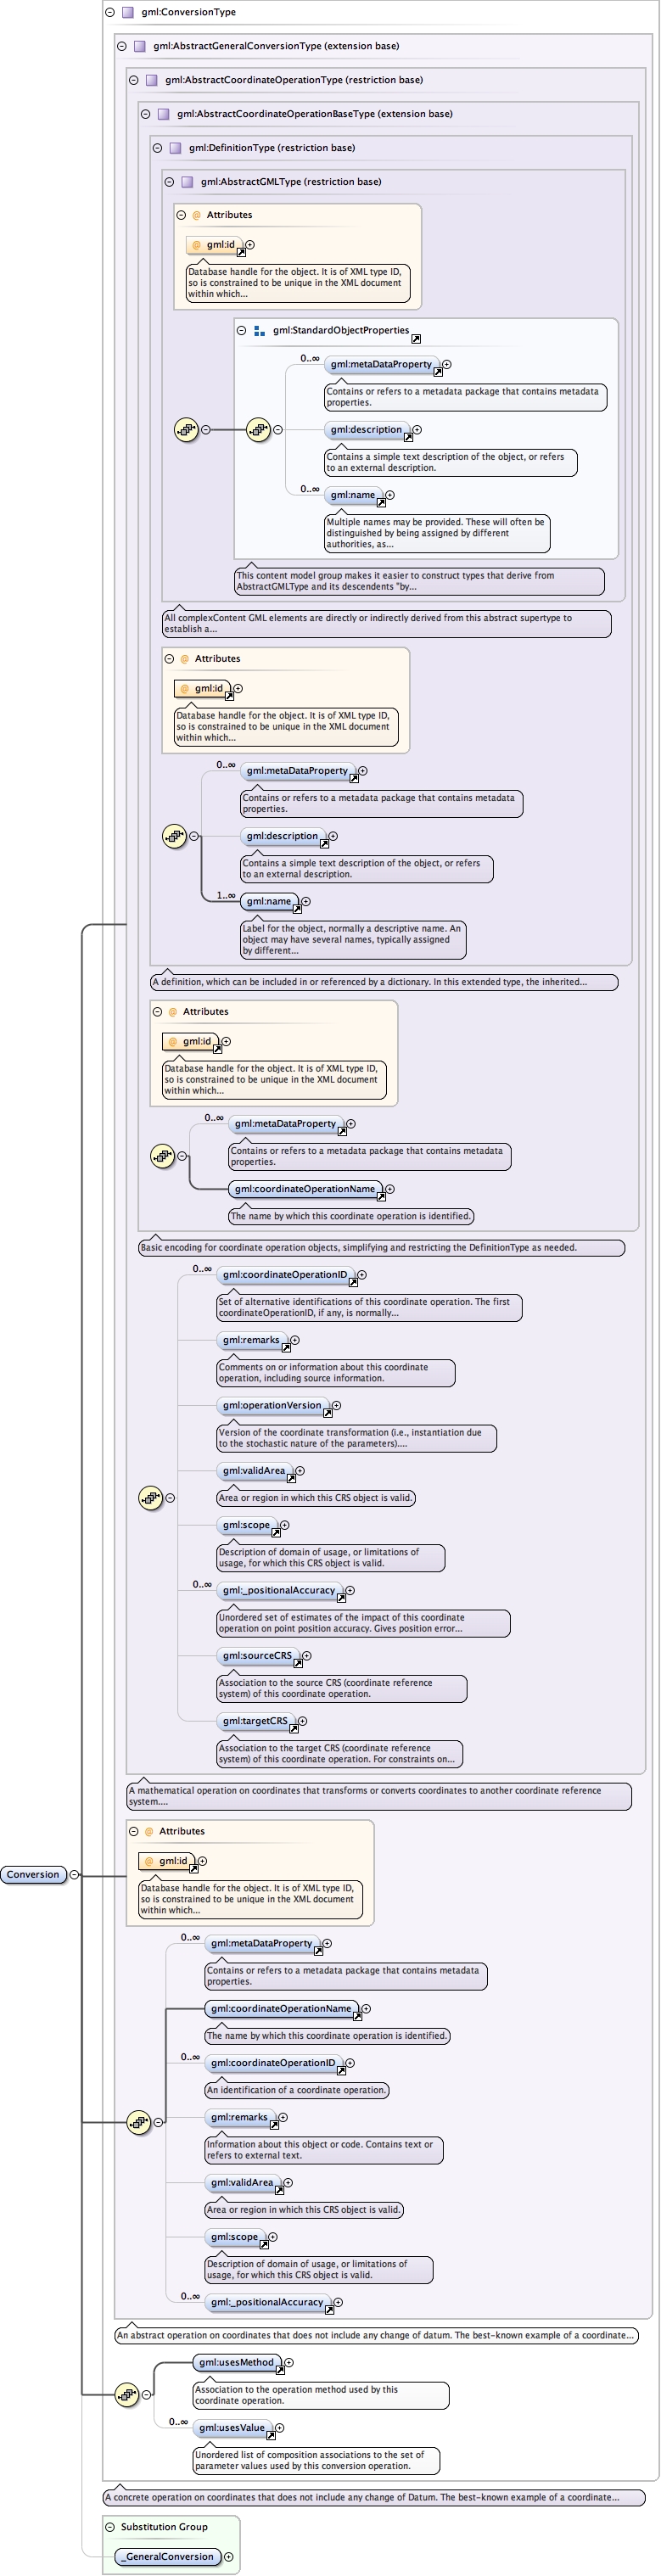 gml:ConversionType
gml:AbstractGeneralConversionType (extension base)
gml:AbstractCoordinateOperationType (restriction base)
gml:AbstractCoordinateOperationBaseType (extension base)
gml:DefinitionType (restriction base)
gml:AbstractGMLType (restriction base)
@ Attributes
@ gml:id
Database handle for the object. It is of XML type ID,
so is constrained to be unique in the XML document
within which...
gml:StandardObjectProperties
0..∞
gml:metaDataProperty
Contains or refers to a metadata package that contains metadata
properties.
gml:description
Contains a simple text description of the object, or refers
to an external description.
0..∞
gml:name
Multiple names may be provided. These will often be
distinguished by being assigned by different
authorities, as...
This content model group makes it easier to construct types that derive from
AbstractGMLType and its descendents "by...
All complexContent GML elements are directly or indirectly derived from this abstract supertype to
establish a...
@ Attributes
@ gml:id
Database handle for the object. It is of XML type ID,
so is constrained to be unique in the XML document
within which...
0..∞
gml:metaDataProperty
Contains or refers to a metadata package that contains metadata
properties.
gml:description
Contains a simple text description of the object, or refers
to an external description.
1..∞
gml:name
Label for the object, normally a descriptive name. An
object may have several names, typically assigned
by different...
A definition, which can be included in or referenced by a dictionary. In this extended type, the inherited...
@ Attributes
@ gml:id
Database handle for the object. It is of XML type ID,
so is constrained to be unique in the XML document
within which...
0..∞
gml:metaDataProperty
Contains or refers to a metadata package that contains metadata
properties.
gml:coordinateOperationName
The name by which this coordinate operation is identified.
Basic encoding for coordinate operation objects, simplifying and restricting the DefinitionType as needed.
0..∞
gml:coordinateOperationID
Set of alternative identifications of this coordinate operation. The first
coordinateOperationID, if any, is normally...
gml:remarks
Comments on or information about this coordinate
operation, including source information.
gml:operationVersion
Version of the coordinate transformation (i.e., instantiation due
to the stochastic nature of the parameters)....
gml:validArea
Area or region in which this CRS object is valid.
gml:scope
Description of domain of usage, or limitations of
usage, for which this CRS object is valid.
0..∞
gml:_positionalAccuracy
Unordered set of estimates of the impact of this coordinate
operation on point position accuracy. Gives position error...
gml:sourceCRS
Association to the source CRS (coordinate reference
system) of this coordinate operation.
gml:targetCRS
Association to the target CRS (coordinate reference
system) of this coordinate operation. For constraints on...
A mathematical operation on coordinates that transforms or converts coordinates to another coordinate reference
system....
@ Attributes
@ gml:id
Conversion
Database handle for the object. It is of XML type ID,
so is constrained to be unique in the XML document
within which...
0..∞
gml:metaDataProperty
Contains or refers to a metadata package that contains metadata
properties.
gml:coordinateOperationName
The name by which this coordinate operation is identified.
0..∞
gml:coordinateOperationID
An identification of a coordinate operation.
gml:remarks
Information about this object or code. Contains text or
refers to external text.
gml:validArea
Area or region in which this CRS object is valid.
gml:scope
Description of domain of usage, or limitations of
usage, for which this CRS object is valid.
0..∞
gml:_positionalAccuracy
An abstract operation on coordinates that does not include any change of datum. The best-known example of a coordinate...
gml:usesMethod
Association to the operation method used by this
coordinate operation.
0..∞
gml:usesValue
Unordered list of composition associations to the set of
parameter values used by this conversion operation.
A concrete operation on coordinates that does not include any change of Datum. The best-known example of a coordinate...
Substitution Group
_GeneralConversion